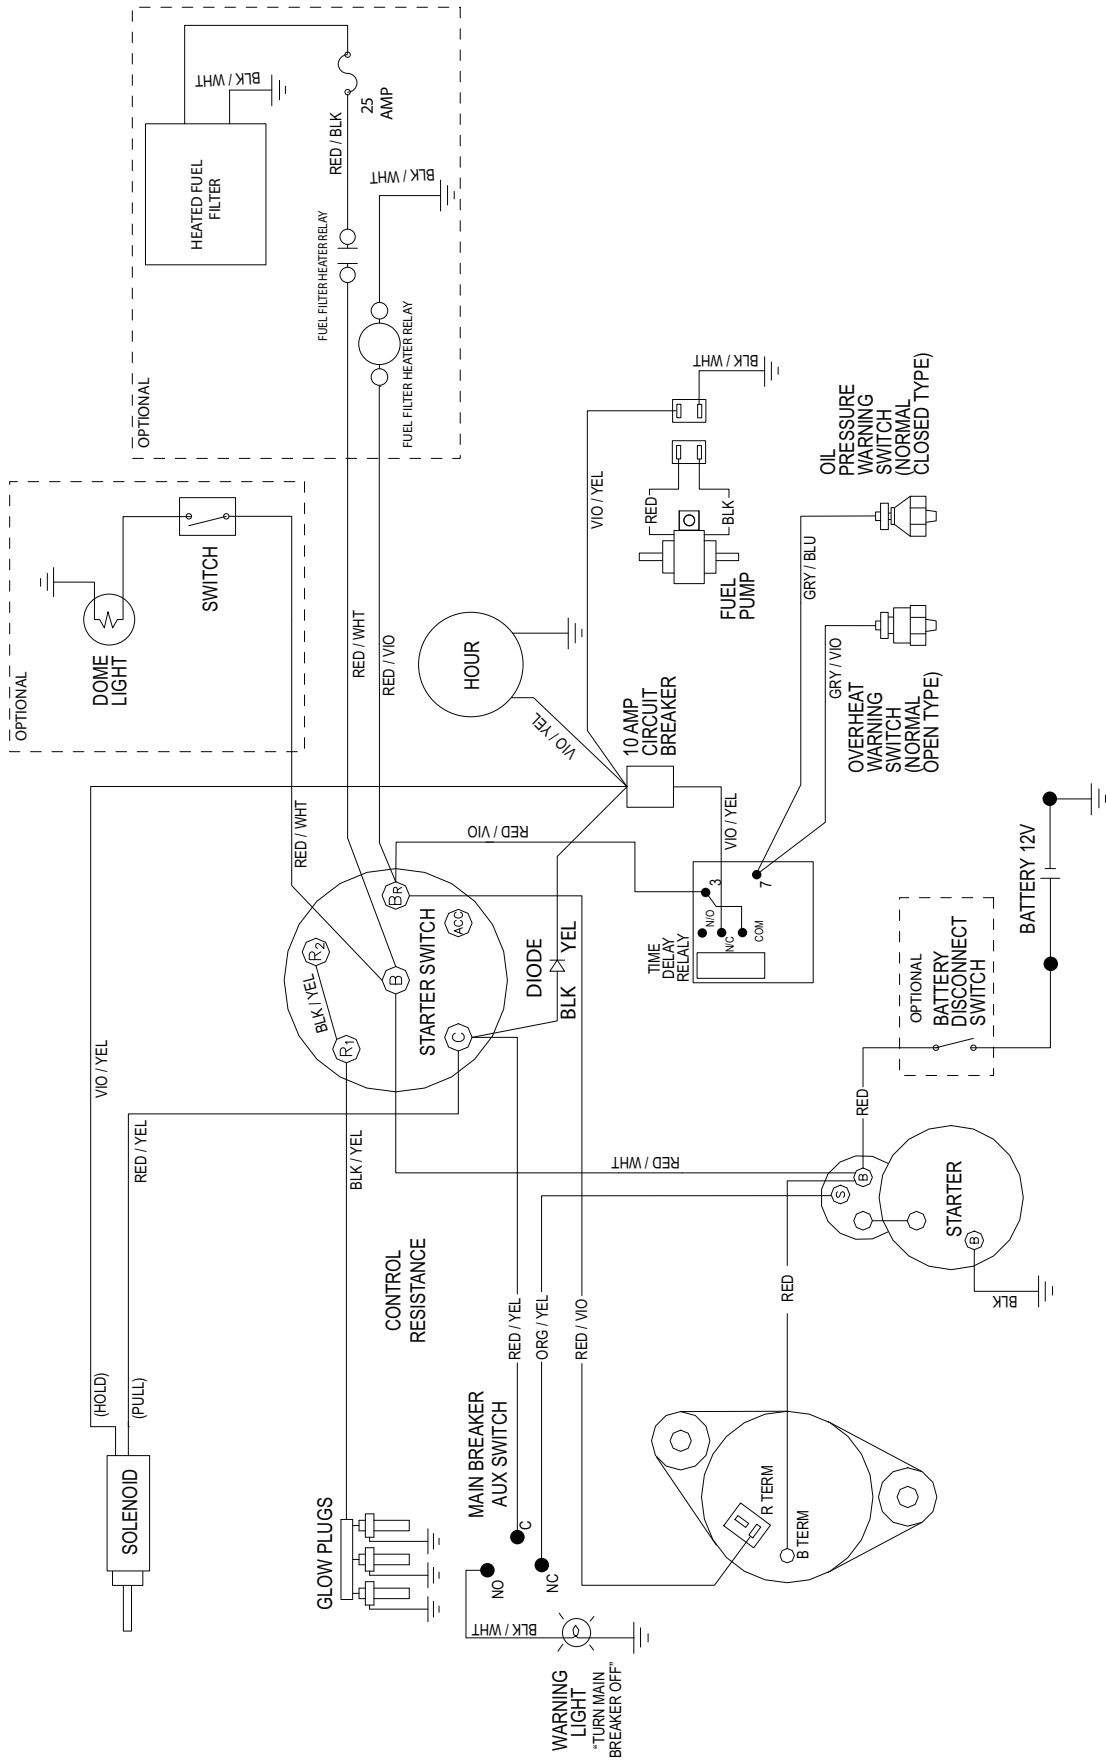 (HOLD)
(PULL)
SOLENOID
VIO / YEL
RED / YEL
GLOW PLUGS
BLK / YEL
CONTROL
RESISTANCE
MAIN BREAKER
AUX SWITCH
NO
C
NC
BLK / WHT
WARNING
LIGHT
"TURN MAIN
BREAKER OFF"
RED / YEL
ORG / YEL
RED / VIO
R TERM
B TERM
RED
RED / WHT
S
B
B
STARTER
BLK
RED
OPTIONAL
BATTERY
DISCONNECT
SWITCH
BATTERY 12V
R1
R2
BLK / YEL
B
BR
ACC
C
STARTER SWITCH
DIODE
BLK
YEL
RED / VIO
TIME
DELAY
RELALY
N/O
N/C
COM
3
7
VIO / YEL
10 AMP
CIRCUIT
BREAKER
VIO / YEL
HOUR
VIO / YEL
RED
BLK
FUEL
PUMP
BLK / WHT
GRY / BLU
GRY / VIO
OVERHEAT
WARNING
SWITCH
(NORMAL
OPEN TYPE)
OIL
PRESSURE
WARNING
SWITCH
(NORMAL
CLOSED TYPE)
OPTIONAL
DOME
LIGHT
SWITCH
RED / WHT
RED / WHT
RED / VIO
OPTIONAL
HEATED FUEL
FILTER
BLK / WHT
25
AMP
RED / BLK
FUEL FILTER HEATER RELAY
FUEL FILTER HEATER RELAY
BLK / WHT